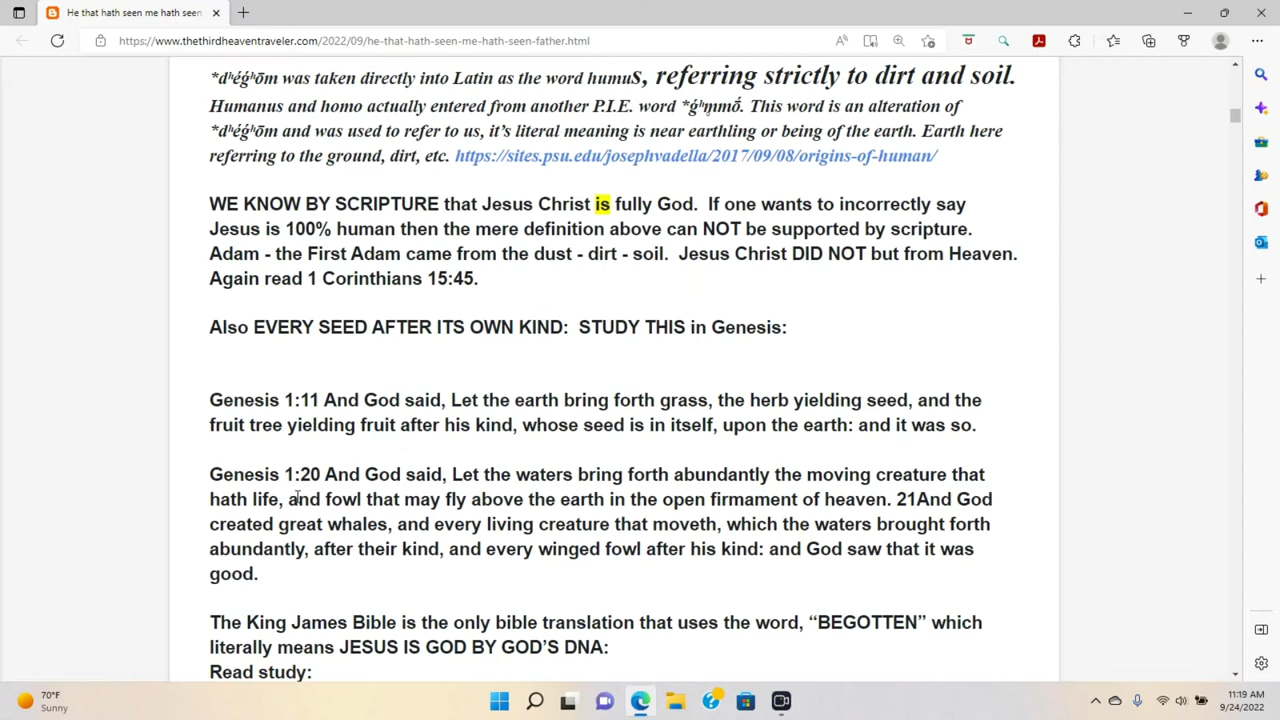 He that hath seen me hath seen
https://www.thethirdheaventraveler.com/2022/09/he-that-hath-seen-me-hath-seen-father.html
*dʰéǵʰōm was taken directly into Latin as the word humus, referring strictly to dirt and soil.
Humanus and homo actually entered from another P.I.E. word *ǵʰm̥mṓ. This word is an alteration of
*dʰéǵʰōm and was used to refer to us, it's literal meaning is near earthling or being of the earth. Earth here
referring to the ground, dirt, etc. https://sites.psu.edu/josephvadella/2017/09/08/origins-of-human/
WE KNOW BY SCRIPTURE that Jesus Christ is fully God. If one wants to incorrectly say
Jesus is 100% human then the mere definition above can NOT be supported by scripture.
Adam - the First Adam came from the dust - dirt - soil. Jesus Christ DID NOT but from Heaven.
Again read 1 Corinthians 15:45.
Also EVERY SEED AFTER ITS OWN KIND: STUDY THIS in Genesis:
Genesis 1:11 And God said, Let the earth bring forth grass, the herb yielding seed, and the
fruit tree yielding fruit after his kind, whose seed is in itself, upon the earth: and it was so.
Genesis 1:20 And God said, Let the waters bring forth abundantly the moving creature that
hath life, and fowl that may fly above the earth in the open firmament of heaven. 21And God
created great whales, and every living creature that moveth, which the waters brought forth
abundantly, after their kind, and every winged fowl after his kind: and God saw that it was
good.
The King James Bible is the only bible translation that uses the word, “BEGOTTEN” which
literally means JESUS IS GOD BY GOD'S DNA:
Read study:
70°F
Sunny
11:19 AM
9/24/2022